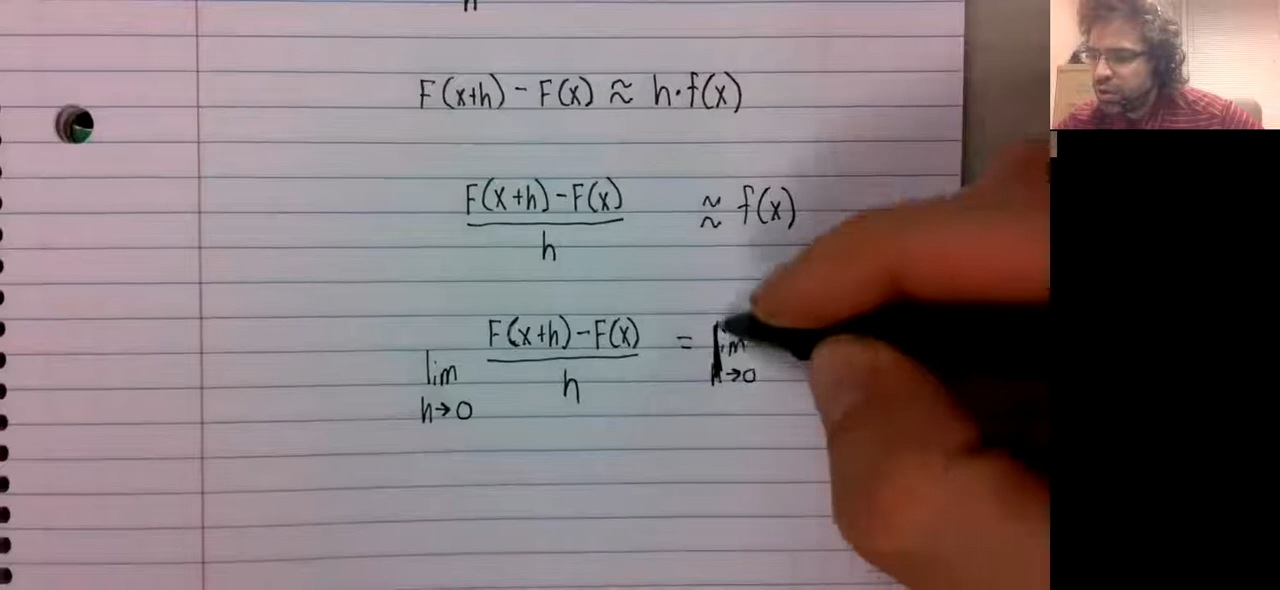 h
F(x+h) - F(x) ≈ h·f(x)
F(x+h) - F(x) ≈ f(x)
h
F(x+h) - F(x) = lim
lim h h→0
h→0